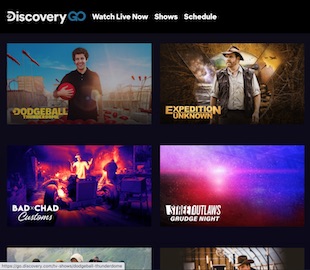 Discovery GO Watch Live Now Shows Schedule
DODGEBALL
THUNDERDOME
EXPEDITION
UNKNOWN
BAD CHAD
Customs
STREET OUTLAWS
GRUDGE NIGHT
https://go.discovery.com/tv-shows/dodgeball-thunderdome